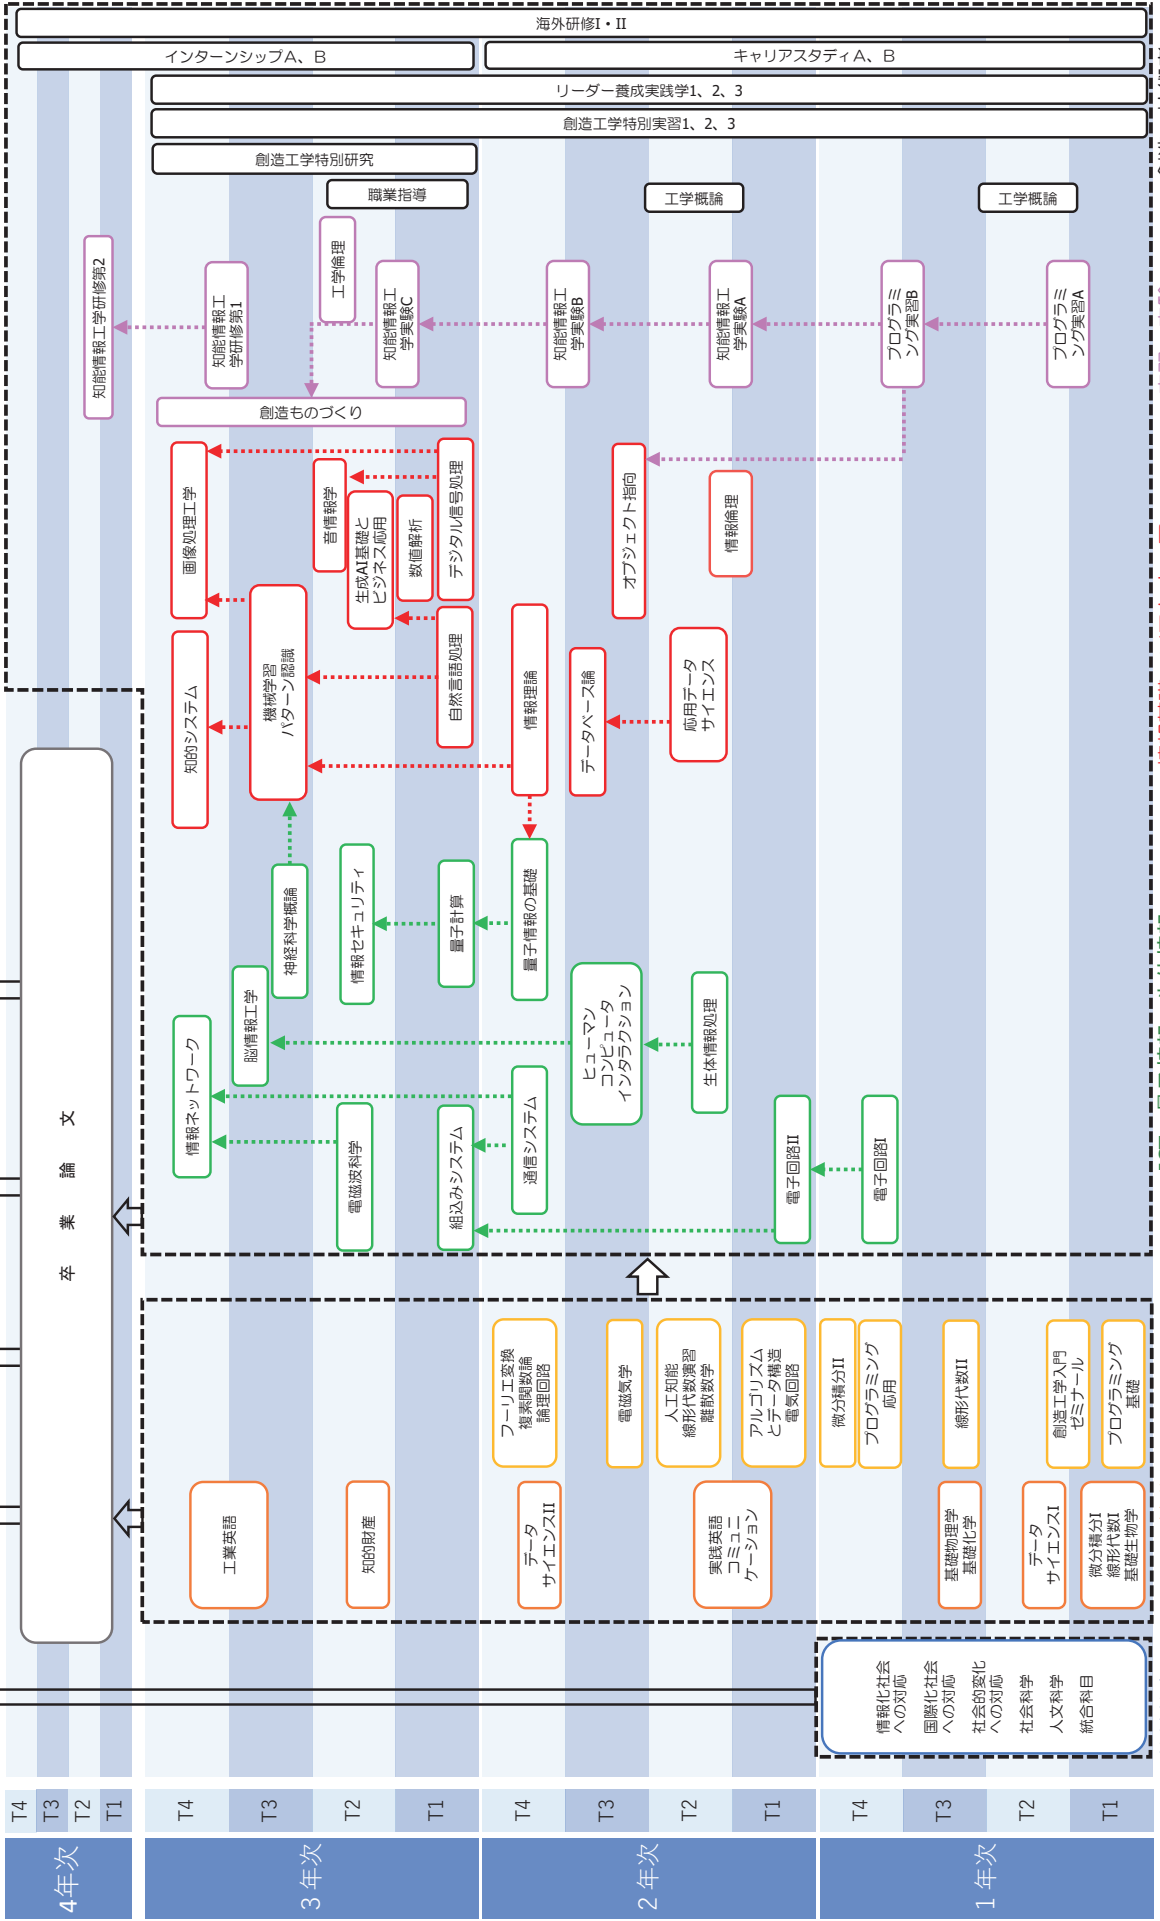 海外研修I・II
インターンシップA、B
キャリアスタディA、B
リーダー養成実践学1、2、3
創造工学特別実習1、2、3
創造工学特別研究
職業指導
工学概論
工学概論
知能情報工学研修第2
知能情報工
学研修第1
工学倫理
知能情報工
学実験C
知能情報工
学実験B
知能情報工
学実験A
プログラミ
ング実習B
プログラミ
ング実習A
創造ものづくり
画像処理工学
音情報学
生成AI基礎と
ビジネス応用
数値解析
デジタル信号処理
オブジェクト指向
情報倫理
知的システム
機械学習
パターン認識
自然言語処理
情報理論
データベース論
応用データ
サイエンス
神経科学概論
情報セキュリティ
量子計算
量子情報の基礎
脳情報工学
ヒューマン
コンピュータ
インタラクション
生体情報処理
情報ネットワーク
電磁波科学
組込みシステム
通信システム
電子回路II
電子回路I
卒業論文
フーリエ変換
複素関数論
論理回路
電磁気学
人工知能
線形代数演習
離散数学
アルゴリズム
とデータ構造
電気回路
微分積分II
プログラミング
応用
線形代数II
創造工学入門
ゼミナール
プログラミング
基礎
工業英語
知的財産
データ
サイエンスII
実践英語
コミュニ
ケーション
基礎物理学
基礎化学
データ
サイエンスI
微分積分I
線形代数I
基礎生物学
情報化社会
への対応
国際化社会
への対応
社会的変化
への対応
社会科学
人文科学
統合科目
T4
T3
T2
T1
T4
T3
T2
T1
T4
T3
T2
T1
T4
T3
T2
T1
4年次
3 年次
2 年次
1 年次